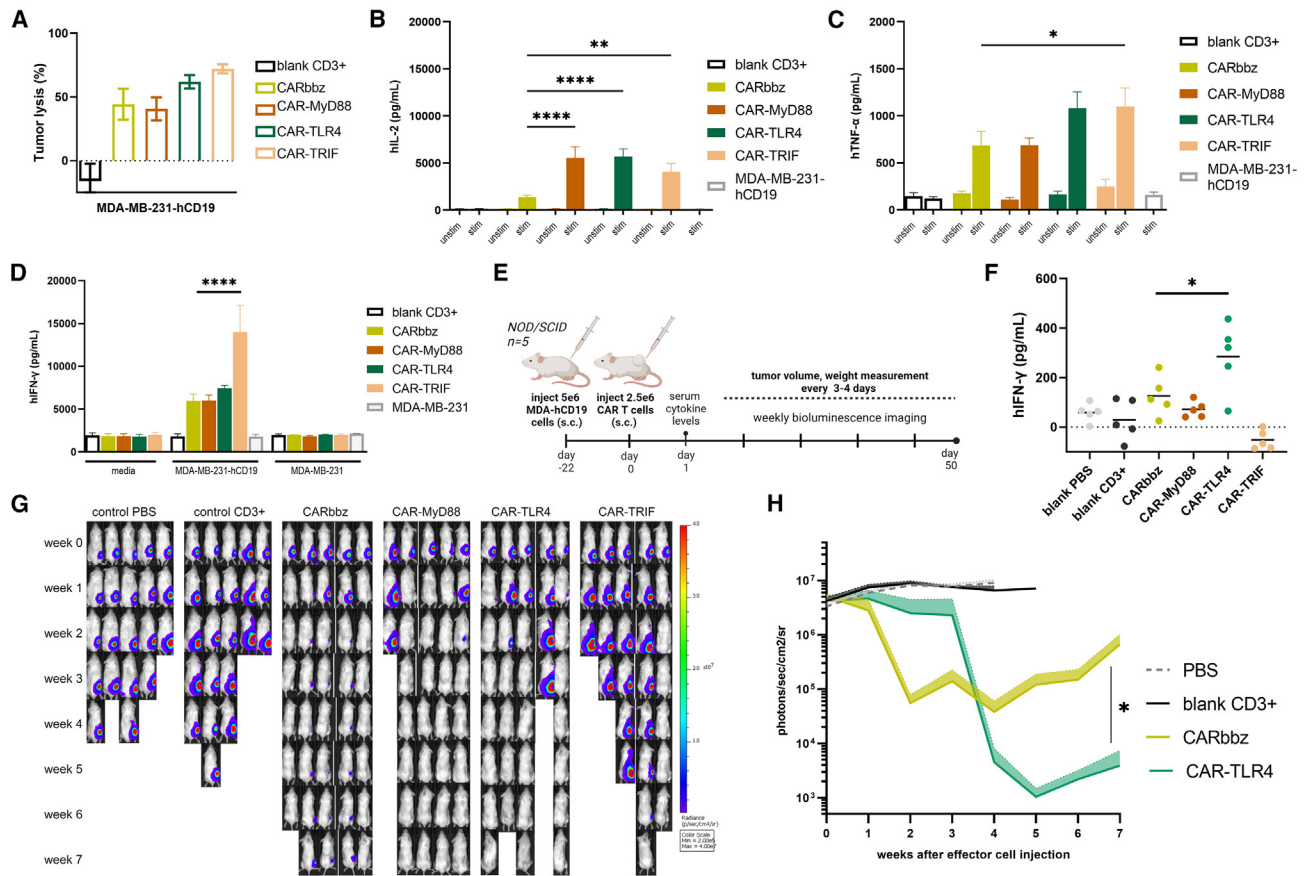 A
Tumor lysis (%)
100
50
0
MDA-MB-231-hCD19
blank CD3+
CARbbz
CAR-MyD88
CAR-TLR4
CAR-TRIF
B
hIL-2 (pg/mL)
20000
15000
10000
5000
0
**
****
****
unstim
stim
unstim
stim
unstim
stim
unstim
stim
unstim
stim
stim
blank CD3+
CARbbz
CAR-MyD88
CAR-TLR4
CAR-TRIF
MDA-MB-231-
hCD19
C
hTNF-α (pg/mL)
2000
1500
1000
500
0
*
unstim
stim
unstim
stim
unstim
stim
unstim
stim
unstim
stim
stim
blank CD3+
CARbbz
CAR-MyD88
CAR-TLR4
CAR-TRIF
MDA-MB-231-
hCD19
D
hIFN-γ (pg/mL)
20000
15000
10000
5000
0
****
media
MDA-MB-231-hCD19
MDA-MB-231
blank CD3+
CARbbz
CAR-MyD88
CAR-TLR4
CAR-TRIF
MDA-MB-231
E
NOD/SCID
n=5
inject 5e6
MDA-hCD19
cells (s.c.)
inject 2.5e6
CAR T cells
(s.c.)
serum
cytokine
levels
tumor volume, weight measurement
every 3-4 days
weekly bioluminescence imaging
day
-22
day
0
day
1
day
50
F
hIFN-γ (pg/mL)
600
400
200
0
*
blank PBS
blank CD3+
CARbbz
CAR-MyD88
CAR-TLR4
CAR-TRIF
G
control PBS
control CD3+
CARbbz
CAR-MyD88
CAR-TLR4
CAR-TRIF
week 0
week 1
week 2
week 3
week 4
week 5
week 6
week 7
Radiance
(p/sec/cm²/sr)
Color Scale
H
photons/sec/cm2/sr
10⁷
10⁶
10⁵
10⁴
10³
0 1 2 3 4 5 6 7
weeks after effector cell injection
*
PBS
blank CD3+
CARbbz
CAR-TLR4